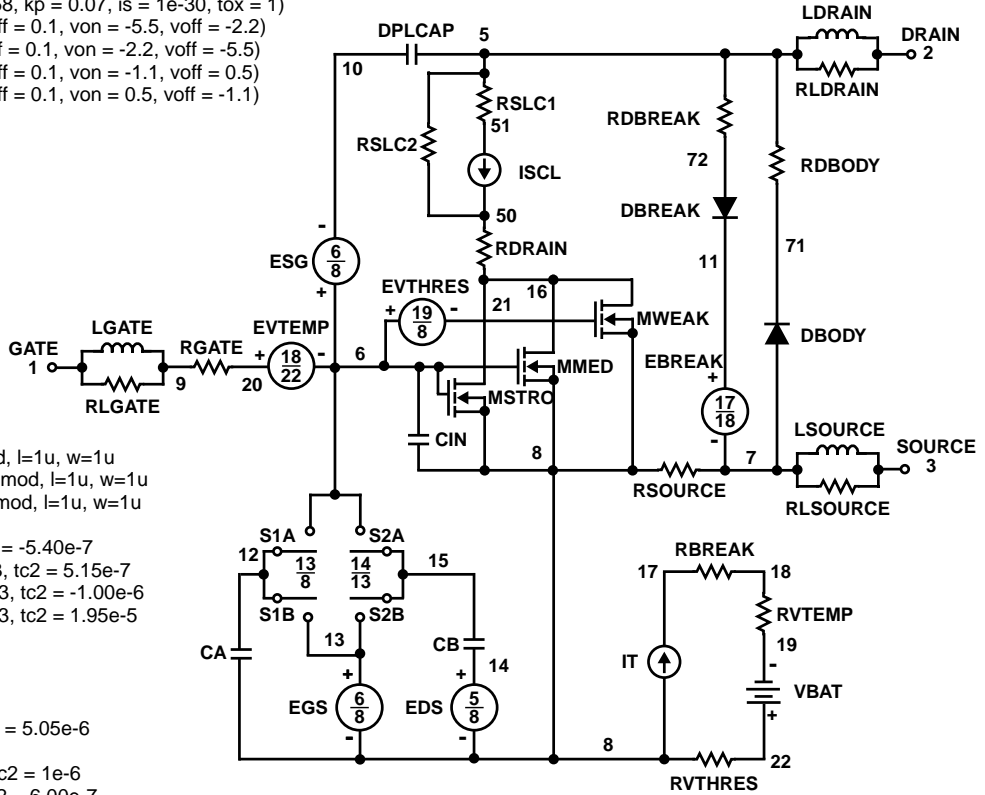 58, kp = 0.07, is = 1e-30, tox = 1)
off = 0.1, von = -5.5, voff = -2.2)
= 0.1, von = -2.2, voff = -5.5)
ff = 0.1, von = -1.1, voff = 0.5)
ff = 0.1, von = 0.5, voff = -1.1)
LDRAIN
DPLCAP 5 DRAIN
10 2
RSLC1 RLDRAIN
51 RDBREAK
RSLC2 72 RDBODY
ISCL
DBREAK
50
71
RDRAIN
- 6/8 + ESG 11
EVTHRES 16
+ 19/8 - 21
MWEAK
LGATE EVTEMP DBODY
GATE RGATE + 18/22 - 6 EBREAK
1 MMED +
9 20 17/18
RLGATE MSTRO -
LSOURCE
CIN SOURCE
8 7 3
d, l=1u, w=1u
mod, l=1u, w=1u RSOURCE
mod, l=1u, w=1u RLSOURCE
S1A S2A
= -5.40e-7 12 13/8 14/13 15 RBREAK
, tc2 = 5.15e-7 17 18
3, tc2 = -1.00e-6
3, tc2 = 1.95e-5 S1B S2B RVTEMP
13 19
CA CB -
14 IT VBAT
+ +
EGS 6/8 EDS 5/8 +
= 5.05e-6 - -
8 22
c2 = 1e-6
RVTHRES